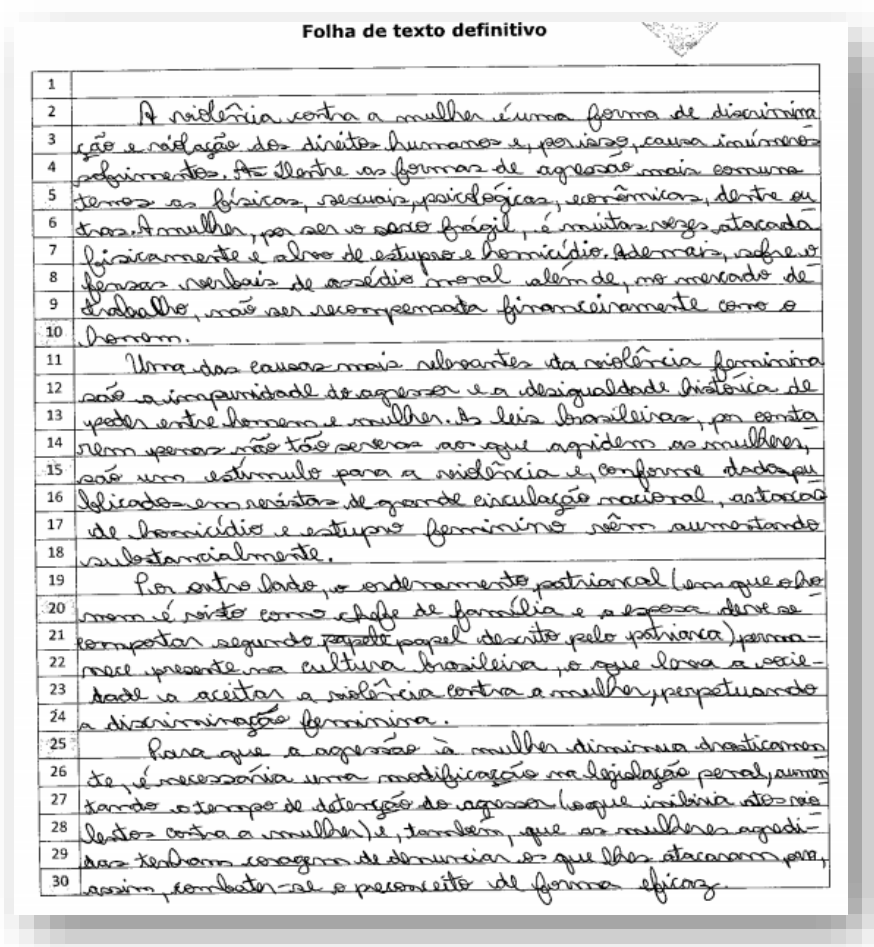 Folha de texto definitivo
1
2 A violência contra a mulher é uma forma de discrimina
3 ção e violação dos direitos humanos e, por isso, causa inúmeros
4 sofrimentos. As Dentre as formas de agressão mais comuns
5 temos as físicas, sexuais, psicológicas, econômicas, dentre ou
6 tras. A mulher, por ser o sexo frágil, é muitas vezes atacada
7 fisicamente e alvo de estupro e homicídio. Ademais, sofre o
8 fensas verbais de assédio moral além de, no mercado de
9 trabalho, não ser recompensada financeiramente como o
10 homem.
11 Uma das causas mais relevantes da violência feminina
12 são a impunidade do agressor e a desigualdade histórica de
13 poder entre homem e mulher. As leis brasileiras, por consta
14 rem penas não tão severas aos que agridem as mulheres,
15 são um estímulo para a violência e, conforme dados pu
16 blicados em revistas de grande circulação nacional, as taxas
17 de homicídio e estupro feminino vêm aumentando
18 substancialmente.
19 Por outro lado, o ordenamento patriarcal (em que o ho
20 mem é visto como chefe de família e a esposa deve se
21 comportar segundo papel papel descrito pelo patriarca) perma-
22 nece presente na cultura brasileira, o que leva a socie-
23 dade a aceitar a violência contra a mulher, perpetuando
24 a discriminação feminina.
25 Para que a agressão à mulher diminua drasticamen
26 te, é necessária uma modificação na legislação penal, aumen
27 tando o tempo de detenção do agressor (o que inibiria atos vio
28 lentos contra a mulher) e, também, que as mulheres agredi-
29 das tenham coragem de denunciar os que lhes atacaram para,
30 assim, combater-se o preconceito de forma eficaz.